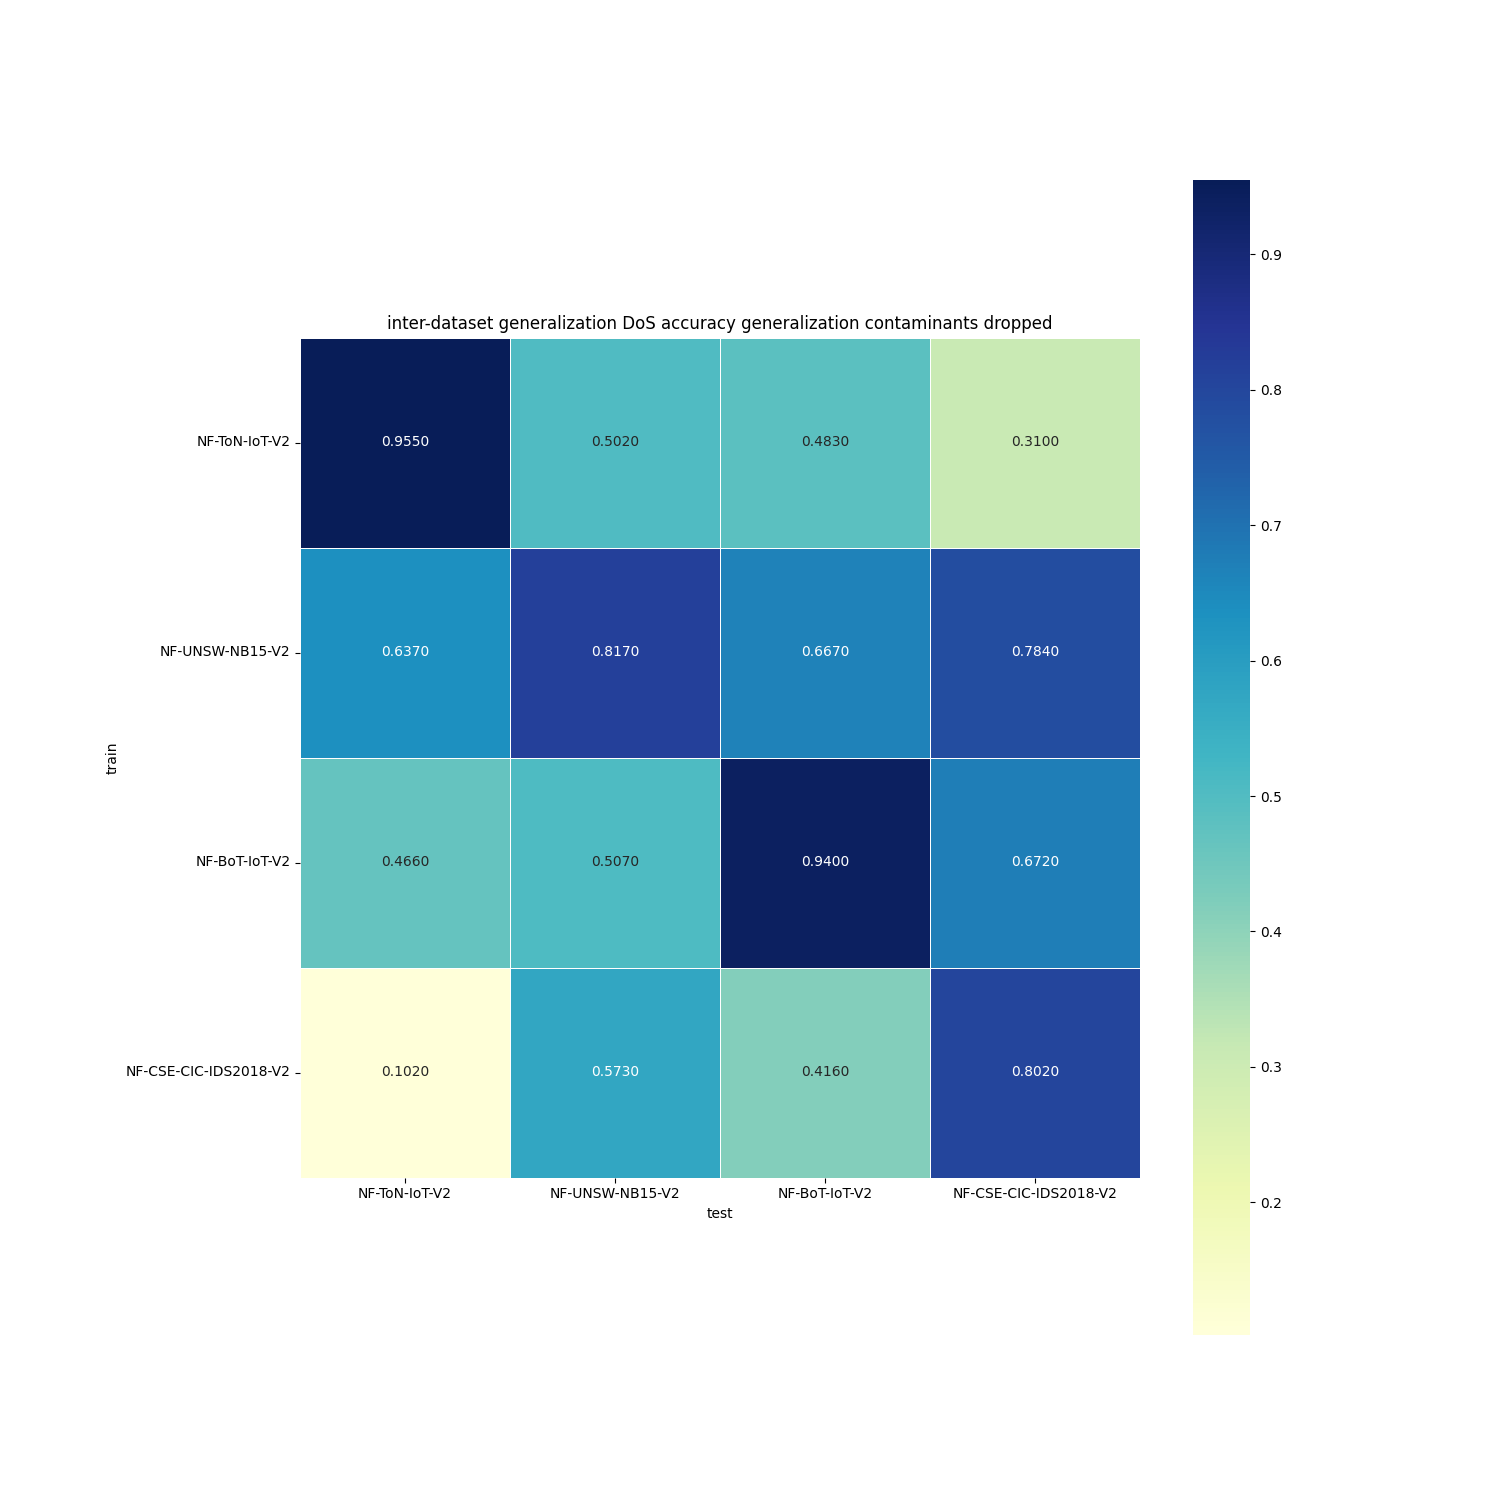 inter-dataset generalization DoS accuracy generalization contaminants dropped
train
NF-ToN-IoT-V2
0.9550 0.5020 0.4830 0.3100
NF-UNSW-NB15-V2
0.6370 0.8170 0.6670 0.7840
NF-BoT-IoT-V2
0.4660 0.5070 0.9400 0.6720
NF-CSE-CIC-IDS2018-V2
0.1020 0.5730 0.4160 0.8020
NF-ToN-IoT-V2 NF-UNSW-NB15-V2 NF-BoT-IoT-V2 NF-CSE-CIC-IDS2018-V2
test
0.9
0.8
0.7
0.6
0.5
0.4
0.3
0.2